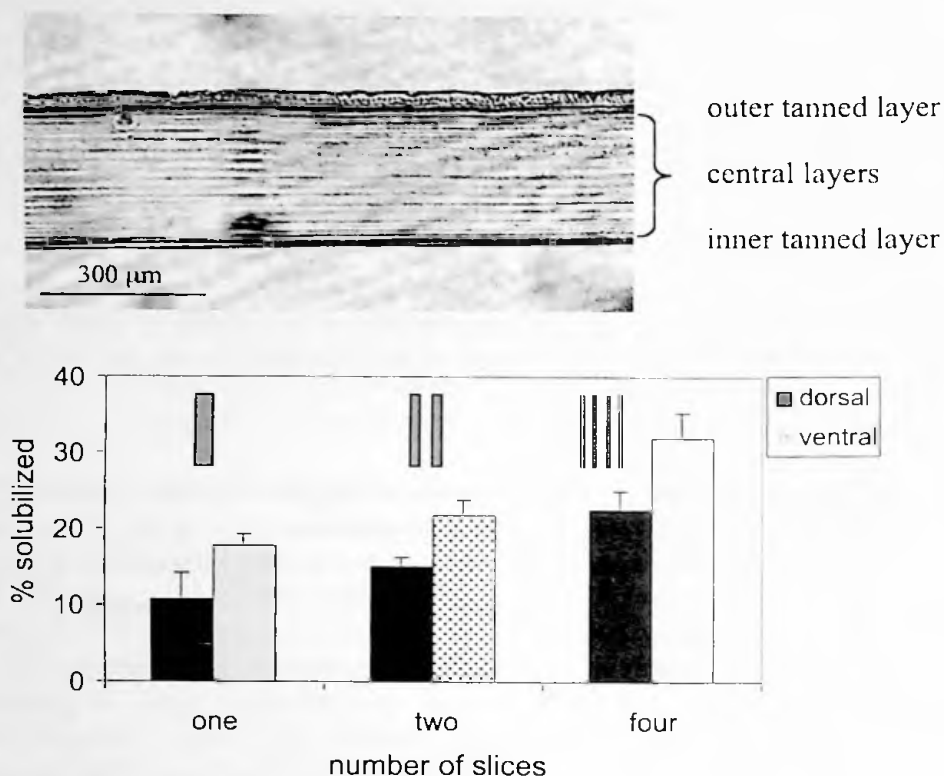 outer tanned layer
central layers
inner tanned layer
300 µm
40
30
20
10
0
% solubilized
dorsal
ventral
one
two
four
number of slices